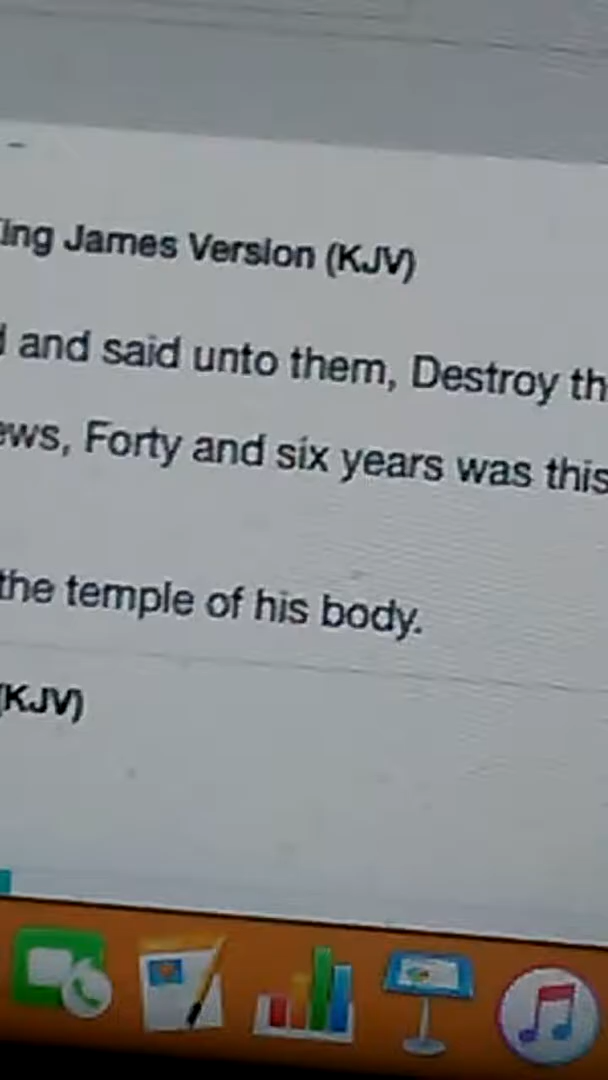 ing James Version (KJV)
and said unto them, Destroy th
ews, Forty and six years was this
the temple of his body.
(KJV)